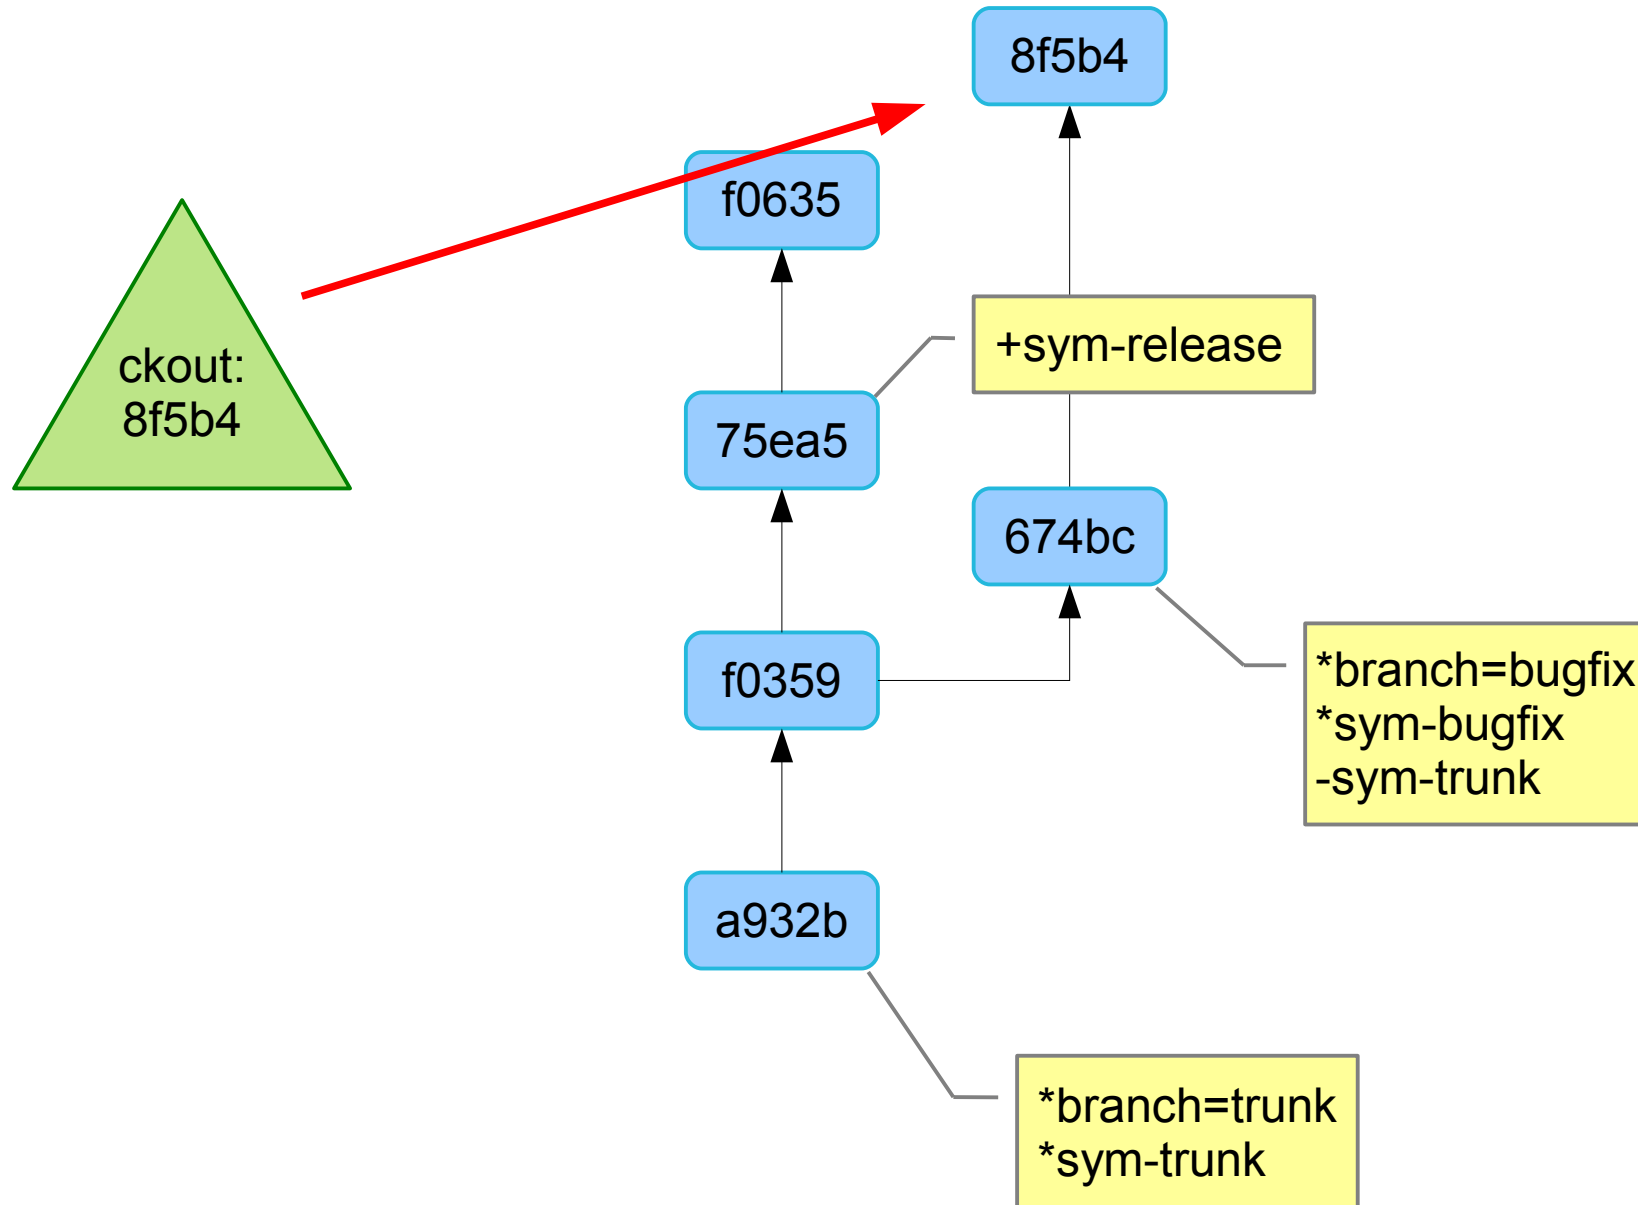 8f5b4
f0635
ckout:
8f5b4
+sym-release
75ea5
674bc
f0359
*branch=bugfix
*sym-bugfix
-sym-trunk
a932b
*branch=trunk
*sym-trunk